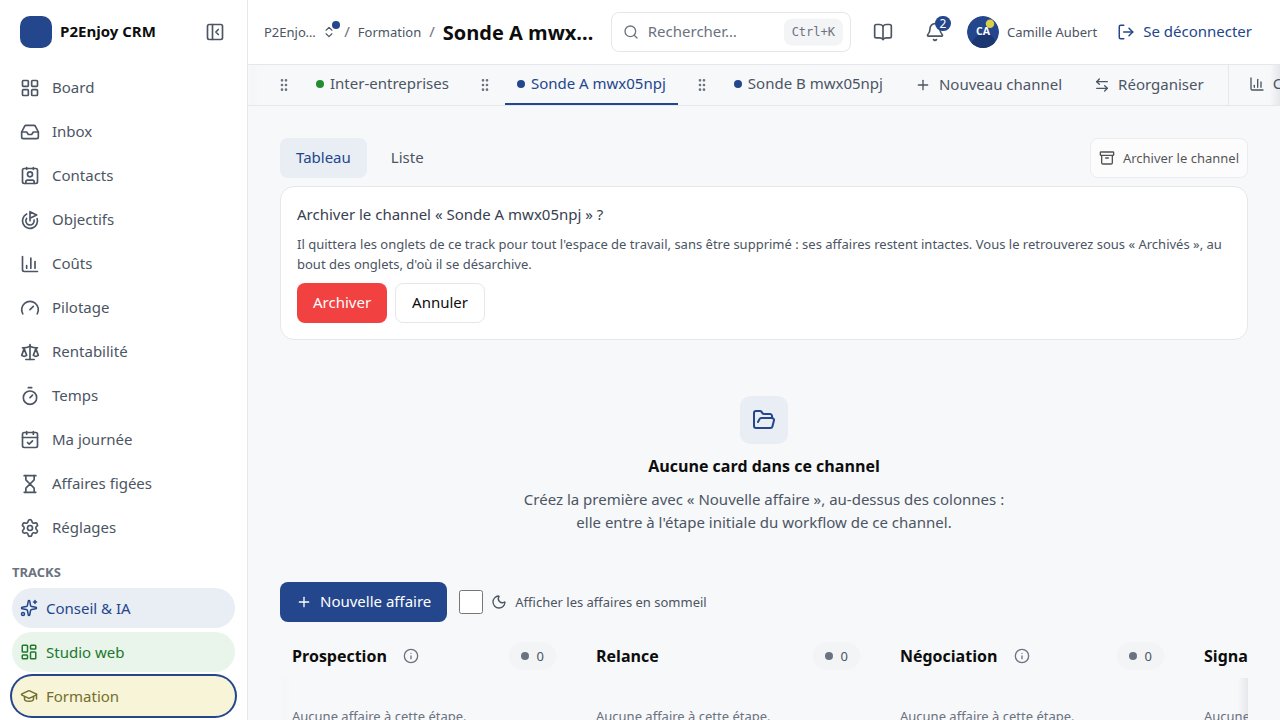 P2Enjoy CRM
P2Enjo... / Formation / Sonde A mwx...
Rechercher... Ctrl+K
2
CA Camille Aubert
Se déconnecter
Board
Inbox
Contacts
Objectifs
Coûts
Pilotage
Rentabilité
Temps
Ma journée
Affaires figées
Réglages
TRACKS
Conseil & IA
Studio web
Formation
Inter-entreprises
Sonde A mwx05npj
Sonde B mwx05npj
Nouveau channel
Réorganiser
Tableau
Liste
Archiver le channel
Archiver le channel « Sonde A mwx05npj » ?
Il quittera les onglets de ce track pour tout l'espace de travail, sans être supprimé : ses affaires restent intactes. Vous le retrouverez sous « Archivés », au
bout des onglets, d'où il se désarchive.
Archiver
Annuler
Aucune card dans ce channel
Créez la première avec « Nouvelle affaire », au-dessus des colonnes :
elle entre à l'étape initiale du workflow de ce channel.
Nouvelle affaire
Afficher les affaires en sommeil
Prospection 0
Relance 0
Négociation 0
Signa
Aucune affaire à cette étape.
Aucune affaire à cette étape.
Aucune affaire à cette étape.
Aucune